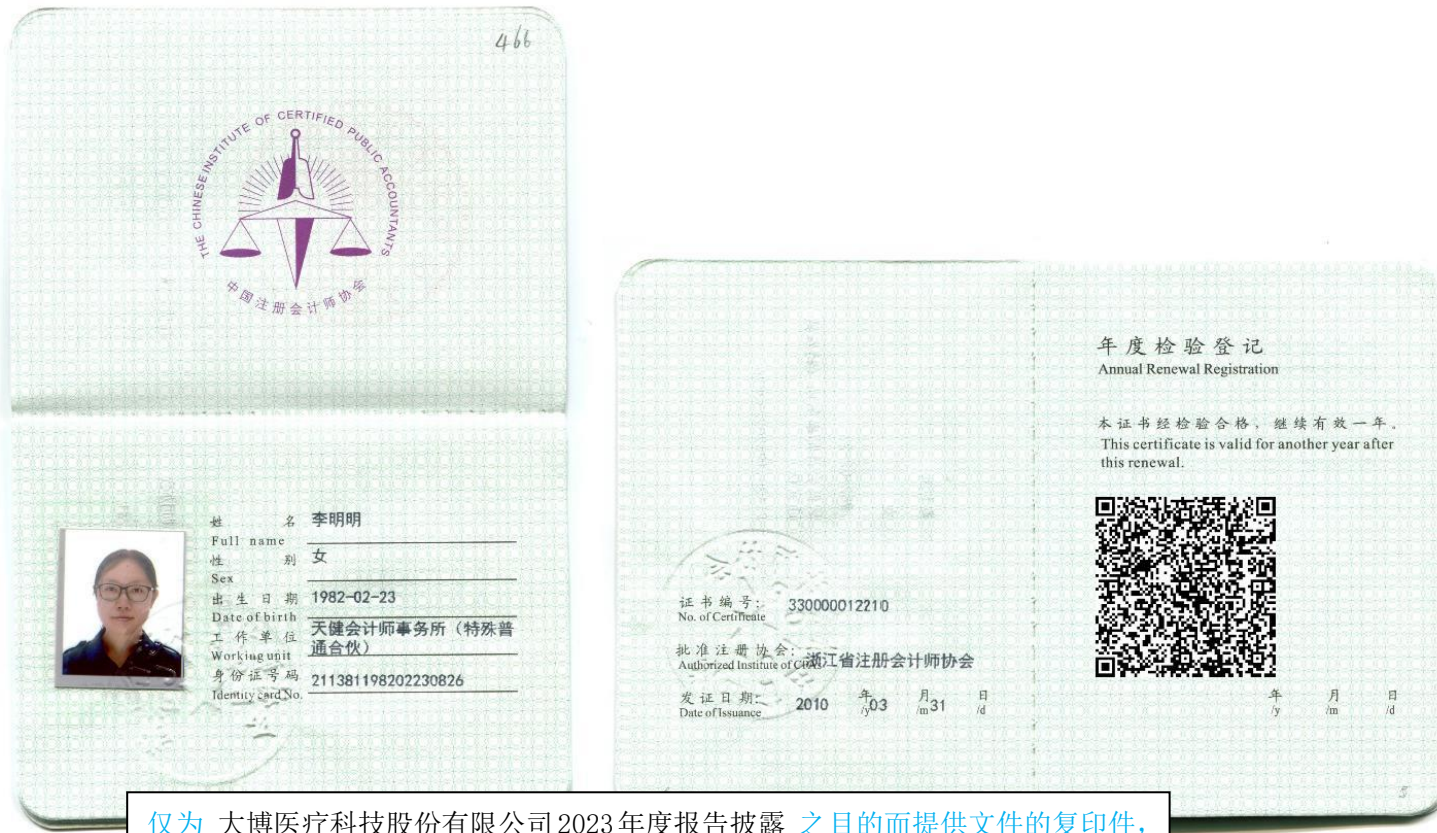 466
THE CHINESE INSTITUTE OF CERTIFIED PUBLIC ACCOUNTANTS
中国注册会计师协会
姓 名 李明明
Full name
性 别 女
Sex
出生日期 1982-02-23
Date of birth
工作单位 天健会计师事务所（特殊普
Working unit 通合伙）
身份证号码 211381198202230826
Identity card No.
年度检验登记
Annual Renewal Registration
本证书经检验合格，继续有效一年。
This certificate is valid for another year after
this renewal.
证书编号: 330000012210
No. of Certificate
批准注册协会: 浙江省注册会计师协会
Authorized Institute of
发证日期: 2010 年 03 月 31 日
Date of Issuance /y /m /d
年 月 日
/y /m /d
5
仅为 大博医疗科技股份有限公司2023年度报告披露 之目的而提供文件的复印件，